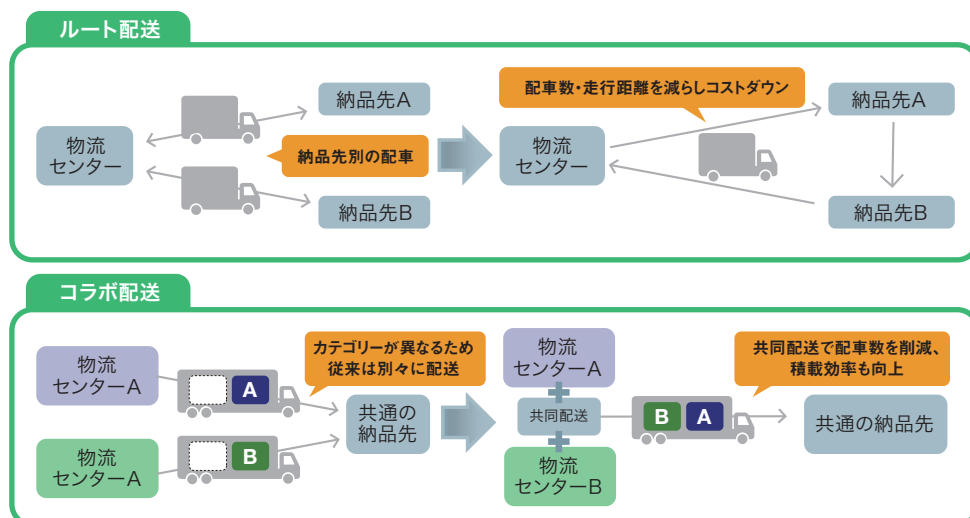 ルート配送
物流
センター
納品先A
納品先B
納品先別の配車
配車数・走行距離を減らしコストダウン
物流
センター
納品先A
納品先B
コラボ配送
物流
センターA
物流
センターA
A
B
カテゴリーが異なるため
従来は別々に配送
共通の
納品先
物流
センターA
共同配送
物流
センターB
B A
共同配送で配車数を削減、
積載効率も向上
共通の納品先